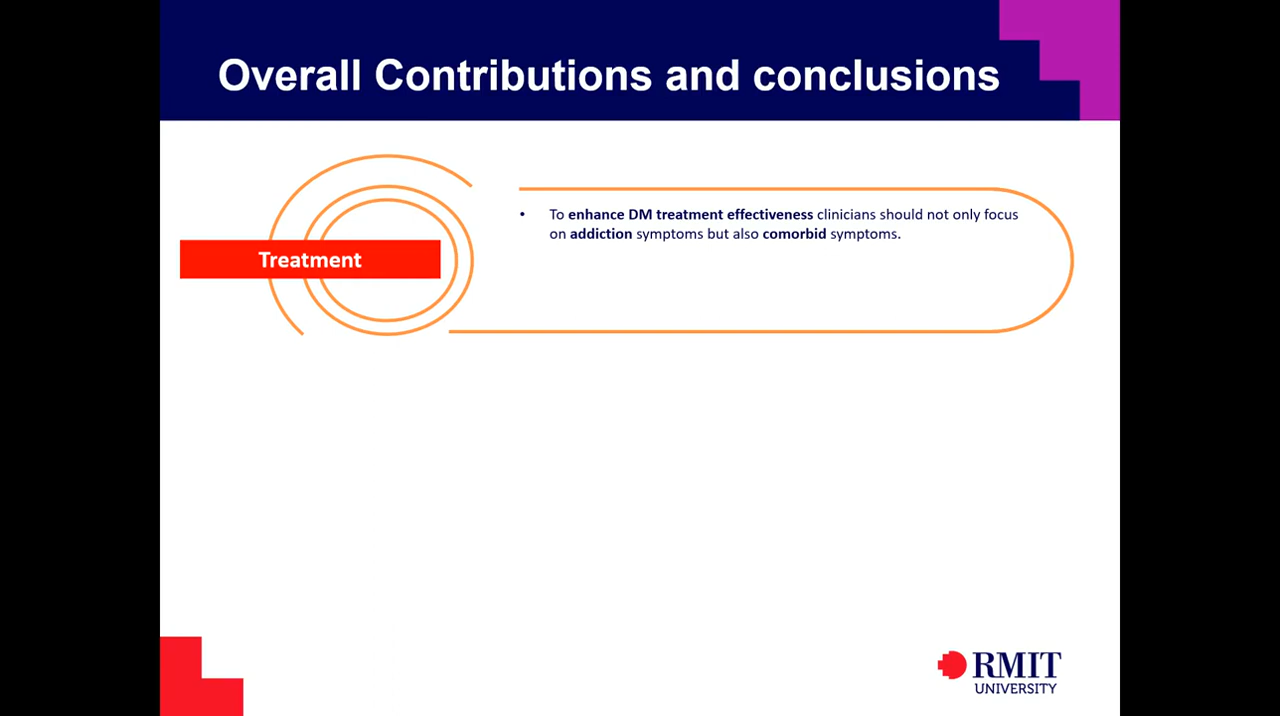 Overall Contributions and conclusions
Treatment
• To enhance DM treatment effectiveness clinicians should not only focus
on addiction symptoms but also comorbid symptoms.
RMIT
UNIVERSITY